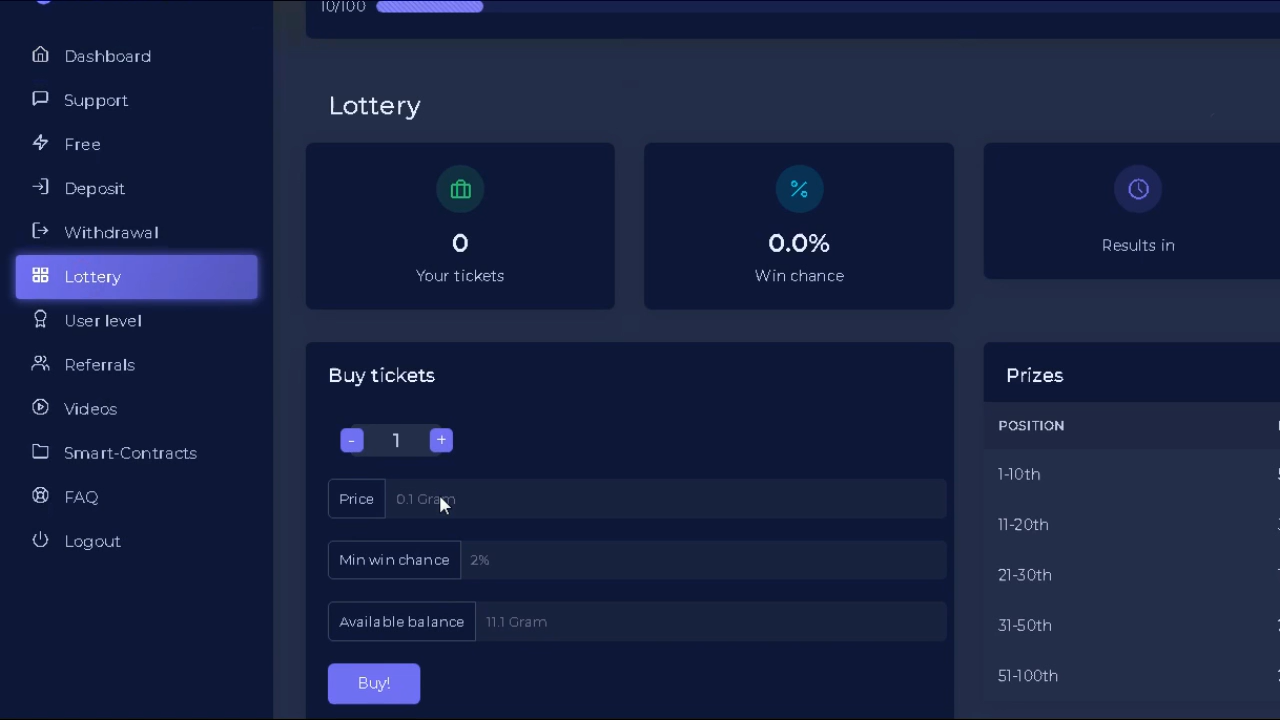 10/100
Dashboard
Support
Free
Deposit
Withdrawal
Lottery
User level
Referrals
Videos
Smart-Contracts
FAQ
Logout
Lottery
0
Your tickets
0.0%
Win chance
Results in
Buy tickets
- 1 +
Price 0.1 Gram
Min win chance 2%
Available balance 11.1 Gram
Buy!
Prizes
POSITION
1-10th
11-20th
21-30th
31-50th
51-100th